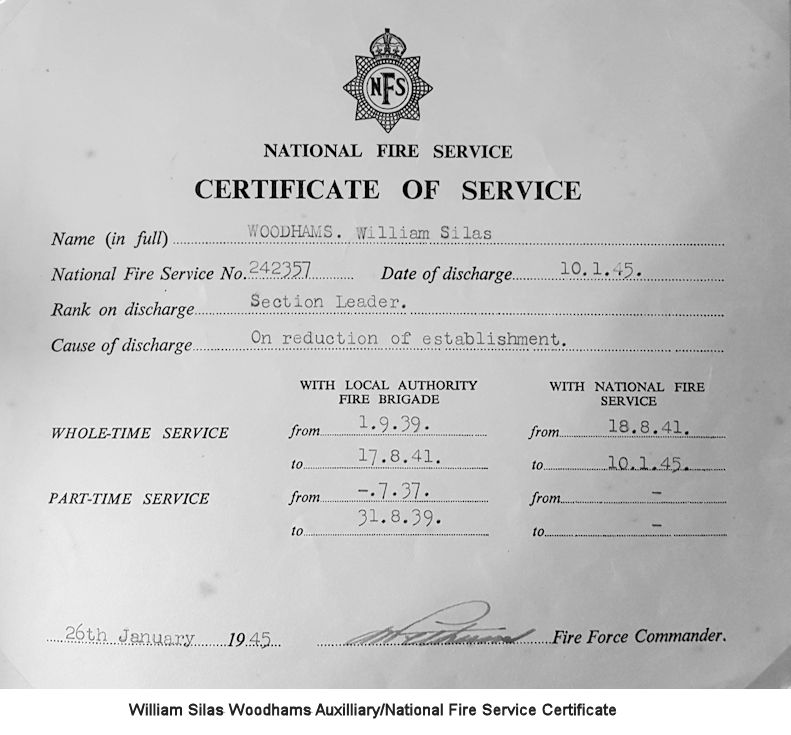 NFS
NATIONAL FIRE SERVICE
CERTIFICATE OF SERVICE
Name (in full) WOODHAMS. William Silas
National Fire Service No. 242357 Date of discharge 10.1.45.
Rank on discharge Section Leader.
Cause of discharge On reduction of establishment.
WITH LOCAL AUTHORITY FIRE BRIGADE WITH NATIONAL FIRE SERVICE
WHOLE-TIME SERVICE from 1.9.39. from 18.8.41.
to 17.8.41. to 10.1.45.
PART-TIME SERVICE from -.7.37. from -
to 31.8.39. to -
26th January 1945 Fire Force Commander.
William Silas Woodhams Auxilliary/National Fire Service Certificate